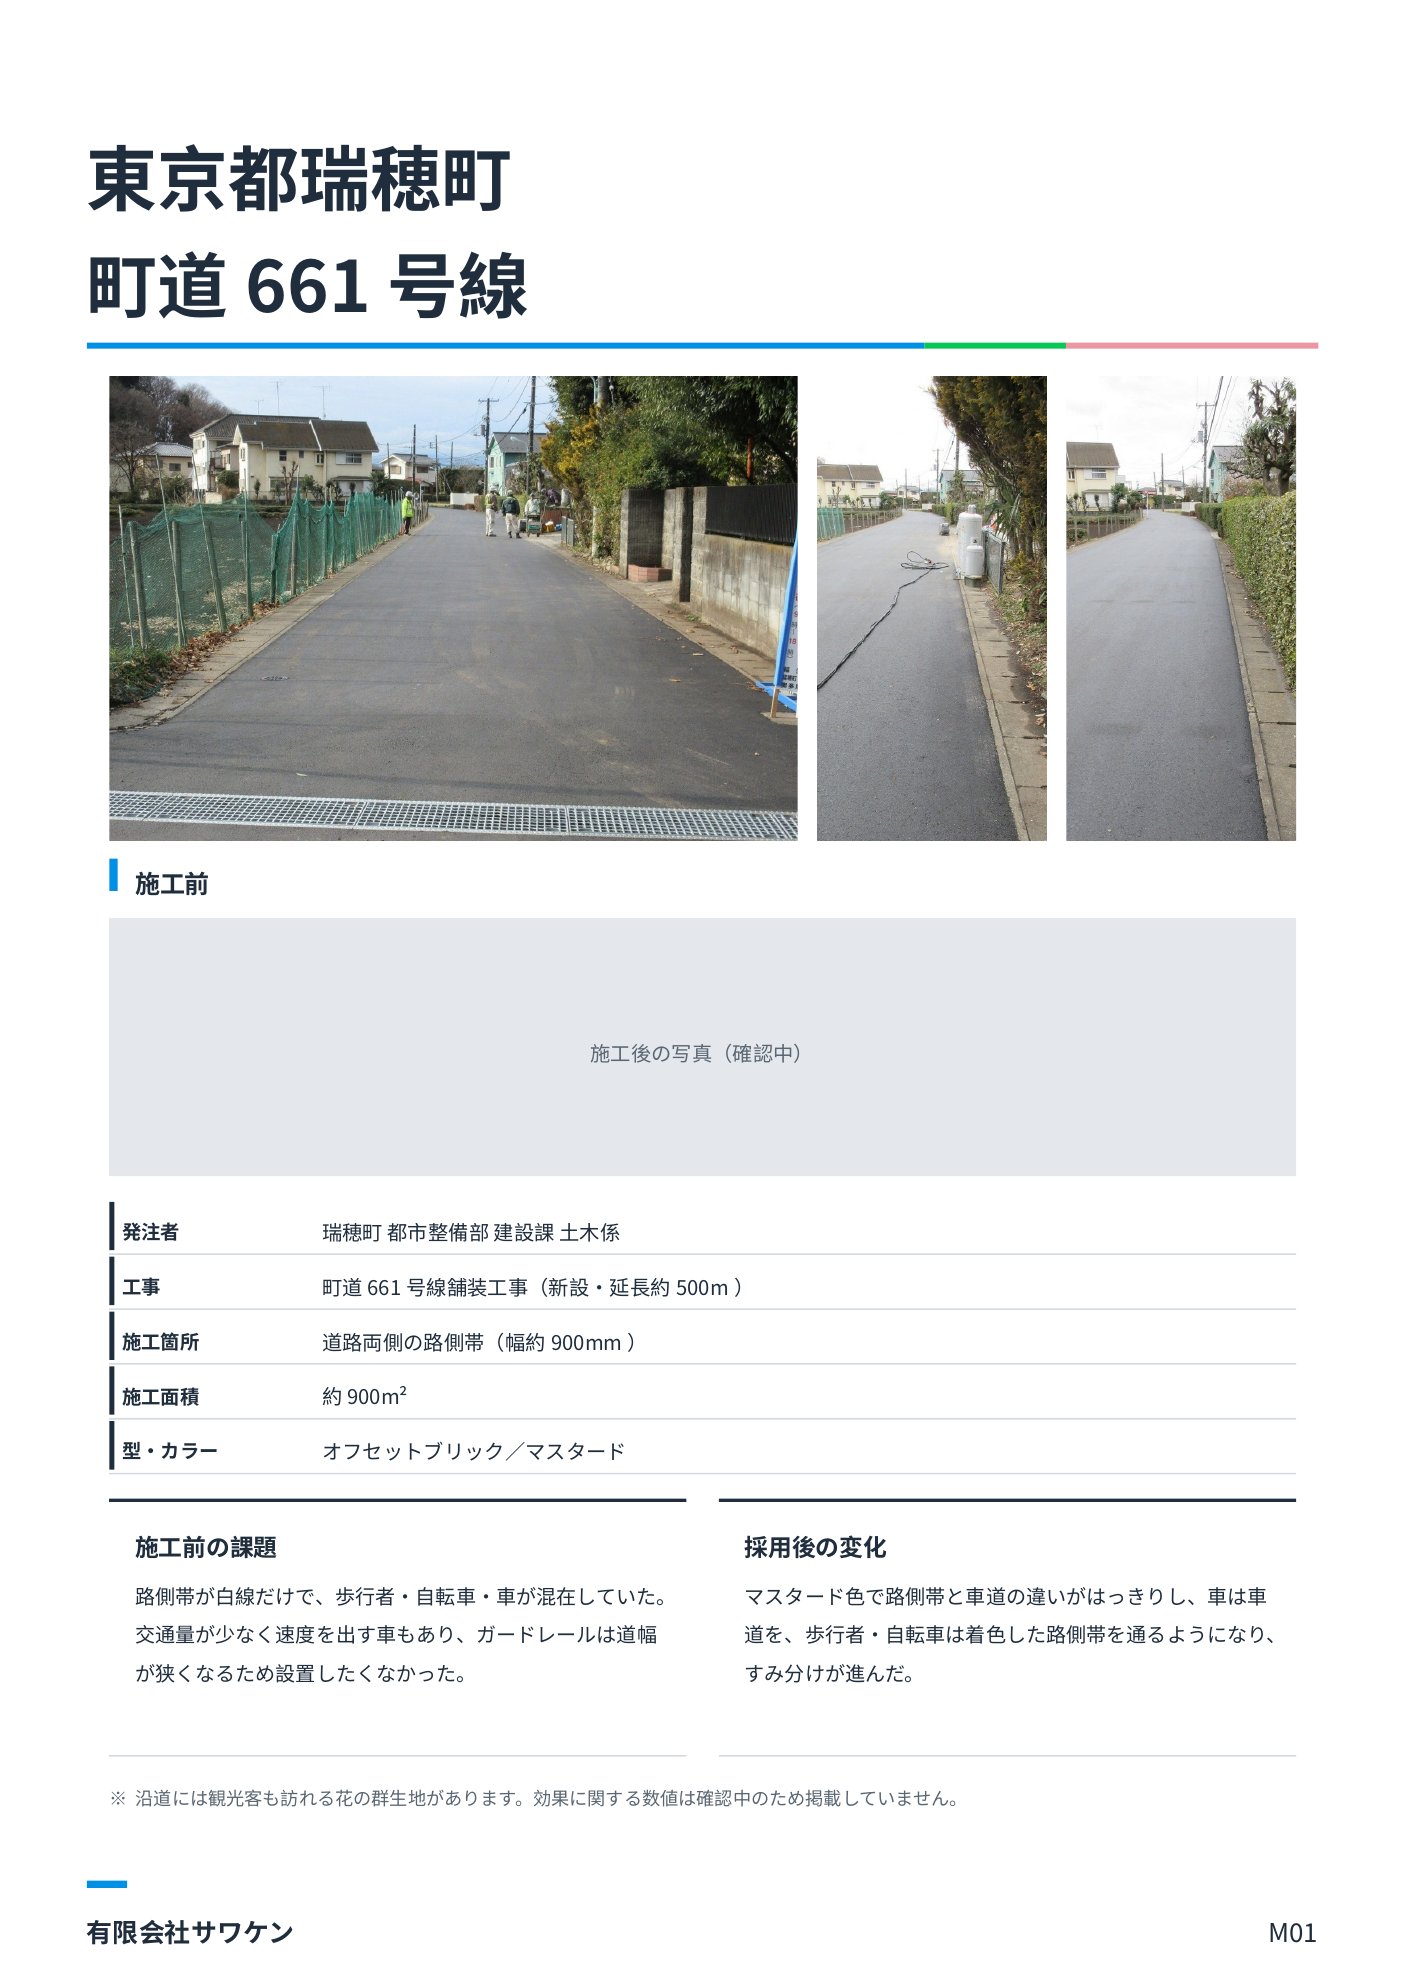 東京都瑞穂町
町道 661 号線
施工前
施工後の写真（確認中）
発注者 瑞穂町 都市整備部 建設課 土木係
工事 町道 661 号線舗装工事（新設・延長約 500m ）
施工箇所 道路両側の路側帯（幅約 900mm ）
施工面積 約 900m²
型・カラー オフセットブリック／マスタード
施工前の課題
路側帯が白線だけで、歩行者・自転車・車が混在していた。
交通量が少なく速度を出す車もあり、ガードレールは道幅
が狭くなるため設置したくなかった。
採用後の変化
マスタード色で路側帯と車道の違いがはっきりし、車は車
道を、歩行者・自転車は着色した路側帯を通るようになり、
すみ分けが進んだ。
※ 沿道には観光客も訪れる花の群生地があります。効果に関する数値は確認中のため掲載していません。
有限会社サワケン
M01